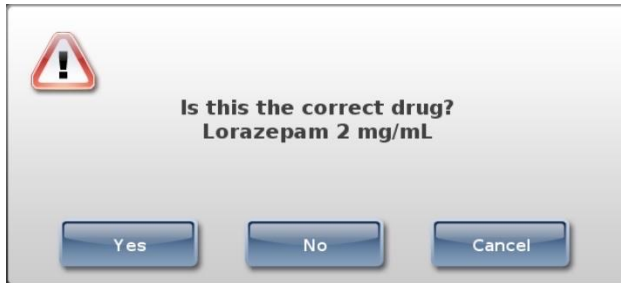 Is this the correct drug?
Lorazepam 2 mg/mL
Yes No Cancel